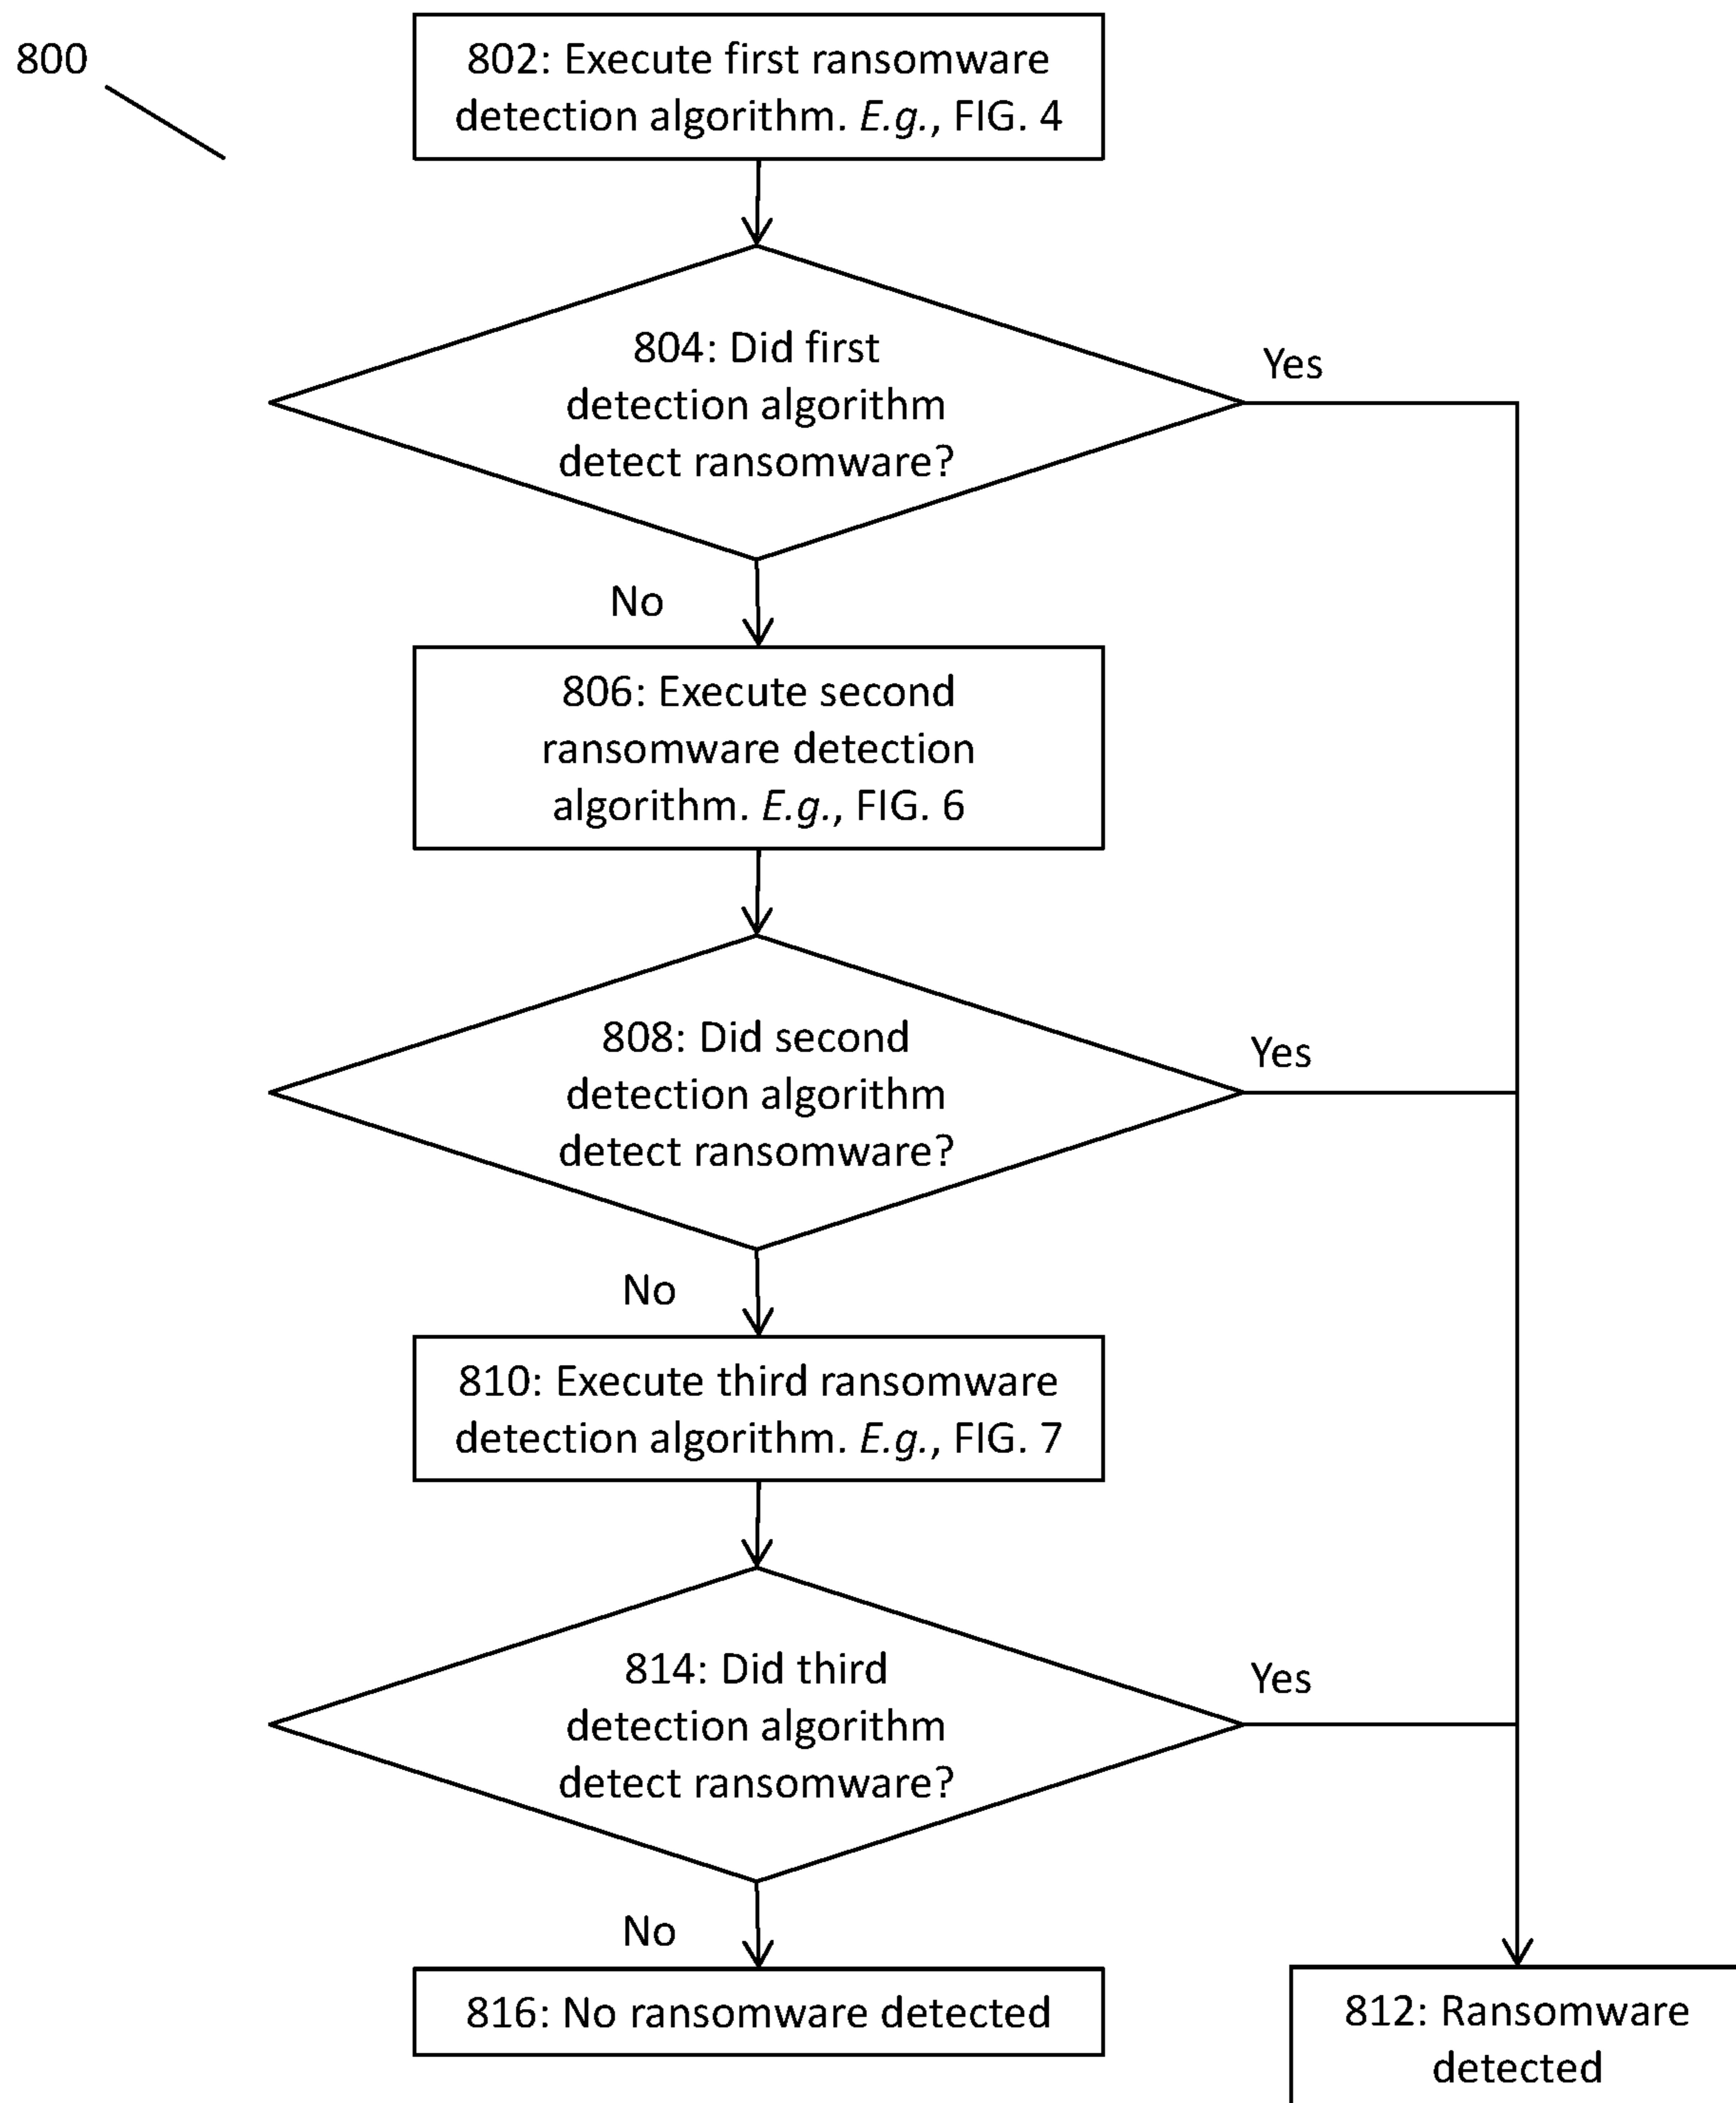 800
802: Execute first ransomware
detection algorithm. E.g., FIG. 4
804: Did first
detection algorithm
detect ransomware?
Yes
No
806: Execute second
ransomware detection
algorithm. E.g., FIG. 6
808: Did second
detection algorithm
detect ransomware?
Yes
No
810: Execute third ransomware
detection algorithm. E.g., FIG. 7
814: Did third
detection algorithm
detect ransomware?
Yes
No
816: No ransomware detected
812: Ransomware
detected